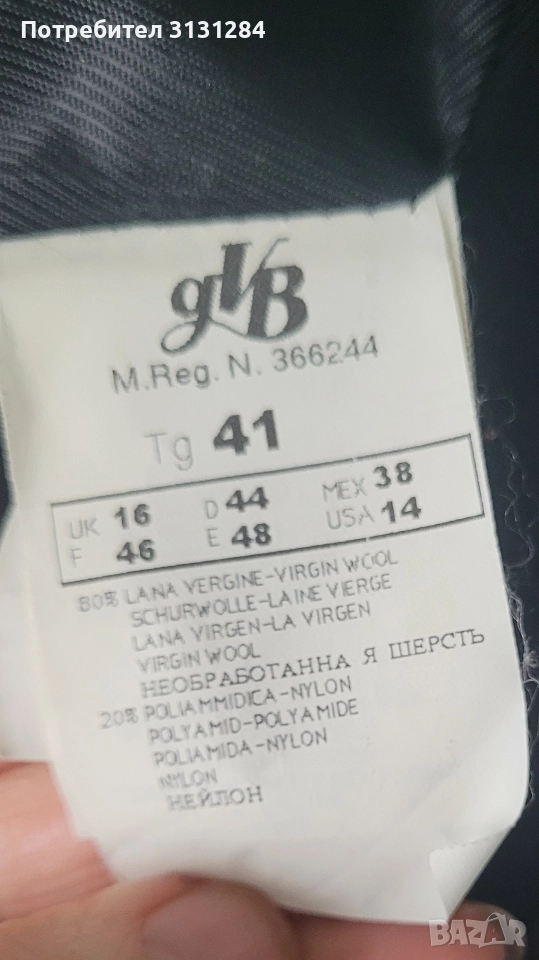 Потребител 3131284
gVB
M.Reg. N. 366244
Tg 41
UK 16 D 44 MEX 38
F 46 E 48 USA 14
80% LANA VERGINE-VIRGIN WOOL
SCHURWOLLE-LAINE VIERGE
LANA VIRGEN-LA VIRGEN
VIRGIN WOOL
НЕОБРАБОТАННА Я ШЕРСТЬ
20% POLIAMMIDICA-NYLON
POLYAMID-POLYAMIDE
POLIAMIDA-NYLON
NYLON
НЕЙЛОН
BAZAR